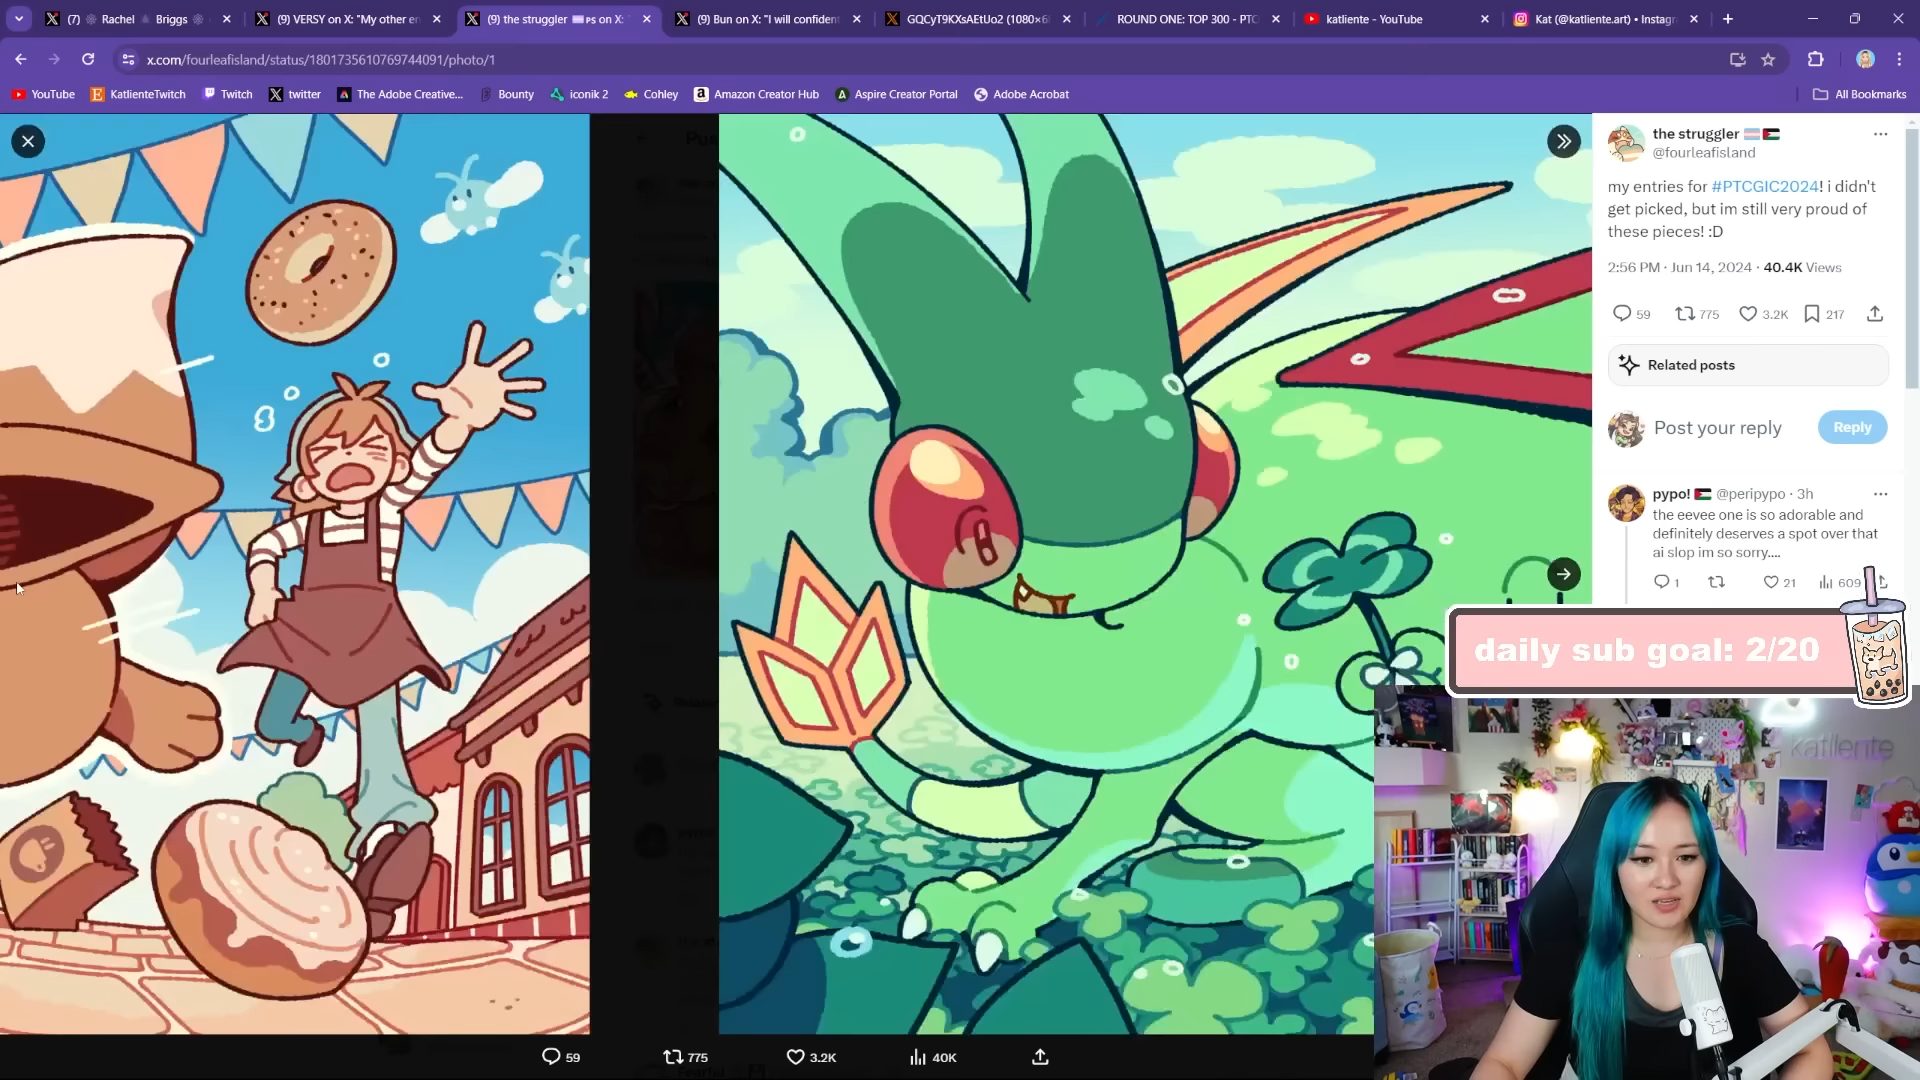 (7) Rachel Briggs
(9) VERSY on X: "My other en
(9) the struggler PS on X:
(9) Bun on X: "I will confident
GQCyT9KXsAEtUo2 (1080×6
ROUND ONE: TOP 300 - PTC
katliente - YouTube
Kat (@katliente.art) • Instagr
x.com/fourleafisland/status/1801735610769744091/photo/1
YouTube
KatlienteTwitch
Twitch
twitter
The Adobe Creative...
Bounty
iconik 2
Cohley
Amazon Creator Hub
Aspire Creator Portal
Adobe Acrobat
All Bookmarks
the struggler
@fourleafisland
my entries for #PTCGIC2024! i didn't
get picked, but im still very proud of
these pieces! :D
2:56 PM · Jun 14, 2024 · 40.4K Views
59 775 3.2K 217
Related posts
Post your reply
Reply
pypo! @peripypo · 3h
the eevee one is so adorable and
definitely deserves a spot over that
ai slop im so sorry....
1 21 609
daily sub goal: 2/20
katliente
59 775 3.2K 40K